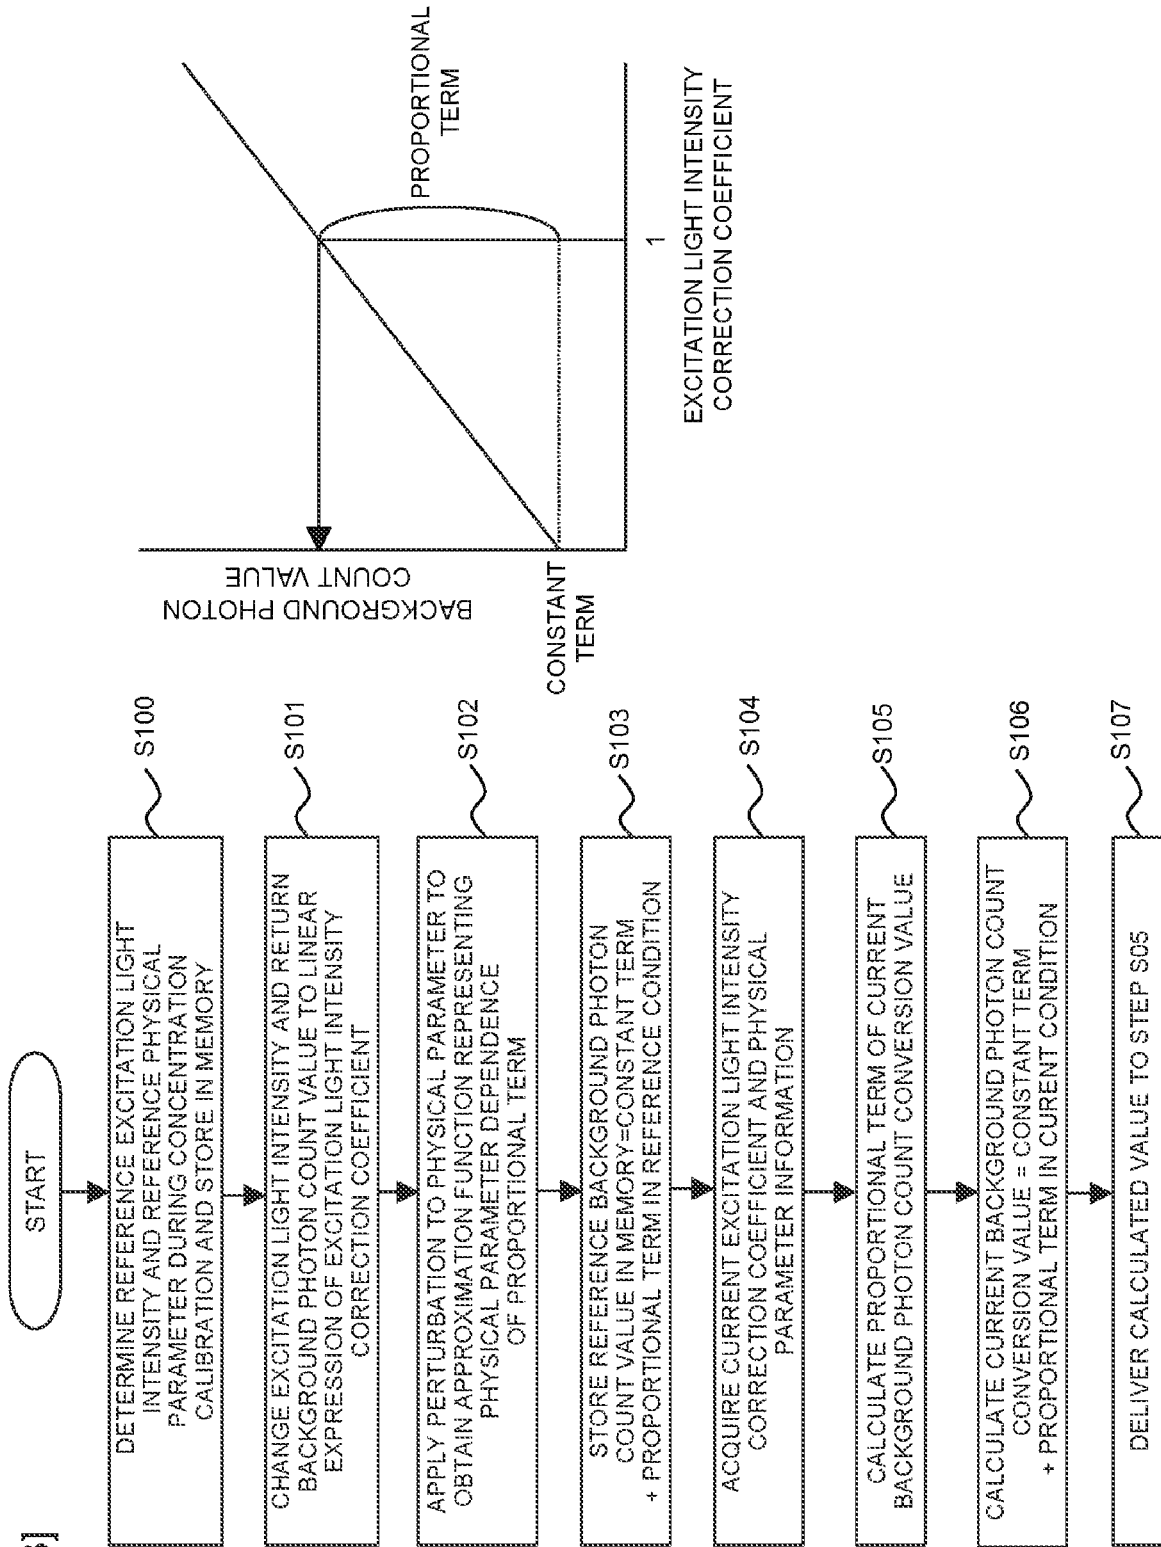 START
DETERMINE REFERENCE EXCITATION LIGHT
INTENSITY AND REFERENCE PHYSICAL
PARAMETER DURING CONCENTRATION
CALIBRATION AND STORE IN MEMORY
S100
CHANGE EXCITATION LIGHT INTENSITY AND RETURN
BACKGROUND PHOTON COUNT VALUE TO LINEAR
EXPRESSION OF EXCITATION LIGHT INTENSITY
CORRECTION COEFFICIENT
S101
APPLY PERTURBATION TO PHYSICAL PARAMETER TO
OBTAIN APPROXIMATION FUNCTION REPRESENTING
PHYSICAL PARAMETER DEPENDENCE
OF PROPORTIONAL TERM
S102
STORE REFERENCE BACKGROUND PHOTON
COUNT VALUE IN MEMORY=CONSTANT TERM
+ PROPORTIONAL TERM IN REFERENCE CONDITION
S103
ACQUIRE CURRENT EXCITATION LIGHT INTENSITY
CORRECTION COEFFICIENT AND PHYSICAL
PARAMETER INFORMATION
S104
CALCULATE PROPORTIONAL TERM OF CURRENT
BACKGROUND PHOTON COUNT CONVERSION VALUE
S105
CALCULATE CURRENT BACKGROUND PHOTON COUNT
CONVERSION VALUE = CONSTANT TERM
+ PROPORTIONAL TERM IN CURENT CONDITION
S106
DELIVER CALCULATED VALUE TO STEP S05
S107
BACKGROUND PHOTON
COUNT VALUE
CONSTANT
TERM
PROPORTIONAL
TERM
1
EXCITATION LIGHT INTENSITY
CORRECTION COEFFICIENT